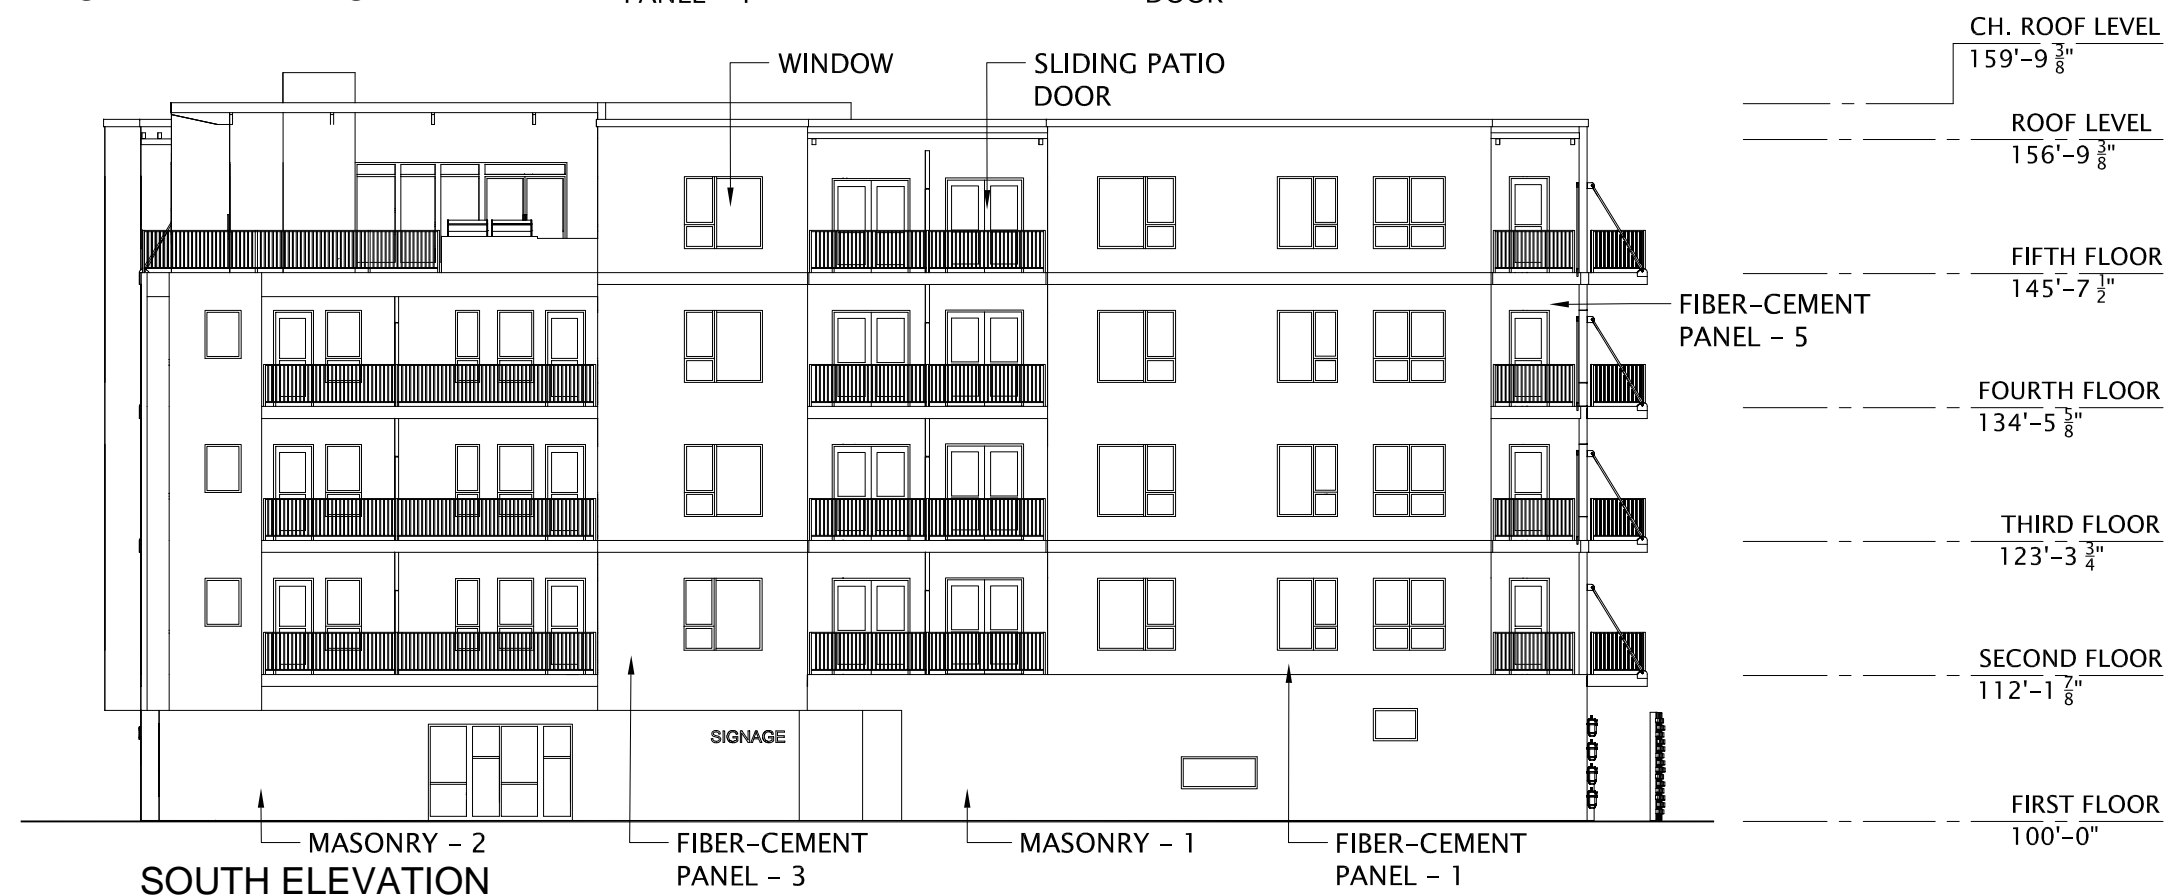 PANEL - 1
DOOR
CH. ROOF LEVEL
159'-9 3/8"
WINDOW
SLIDING PATIO
DOOR
ROOF LEVEL
156'-9 3/8"
FIFTH FLOOR
145'-7 1/2"
FIBER-CEMENT
PANEL - 5
FOURTH FLOOR
134'-5 5/8"
THIRD FLOOR
123'-3 3/4"
SECOND FLOOR
112'-1 7/8"
SIGNAGE
FIRST FLOOR
100'-0"
MASONRY - 2
FIBER-CEMENT
PANEL - 3
MASONRY - 1
FIBER-CEMENT
PANEL - 1
SOUTH ELEVATION